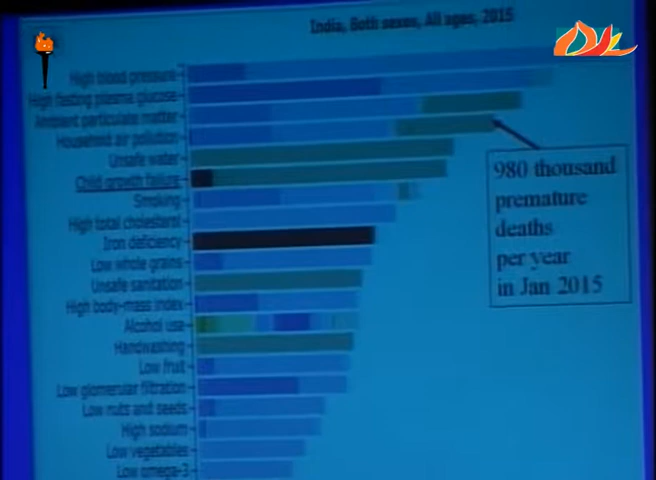 India, Both sexes, All ages, 2015
High blood pressure
High fasting plasma glucose
Ambient particulate matter
Household air pollution
Unsafe water
Child growth failure
Smoking
High total cholesterol
Iron deficiency
Low whole grains
Unsafe sanitation
High body-mass index
Alcohol use
Handwashing
Low fruit
Low glomerular filtration
Low nuts and seeds
High sodium
Low vegetables
Low omega-3
980 thousand
premature
deaths
per year
in Jan 2015